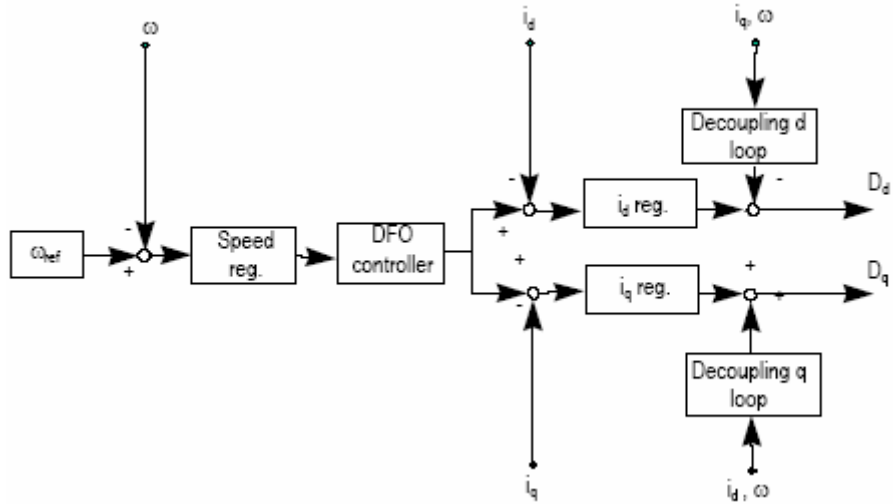 ω
i_d
i_q, ω
Decoupling d
loop
D_d
-
-
i_d reg.
ω_ref
-
+
Speed
reg.
DFO
controller
+
+
-
i_q reg.
+
+
D_q
Decoupling q
loop
i_q
i_d, ω